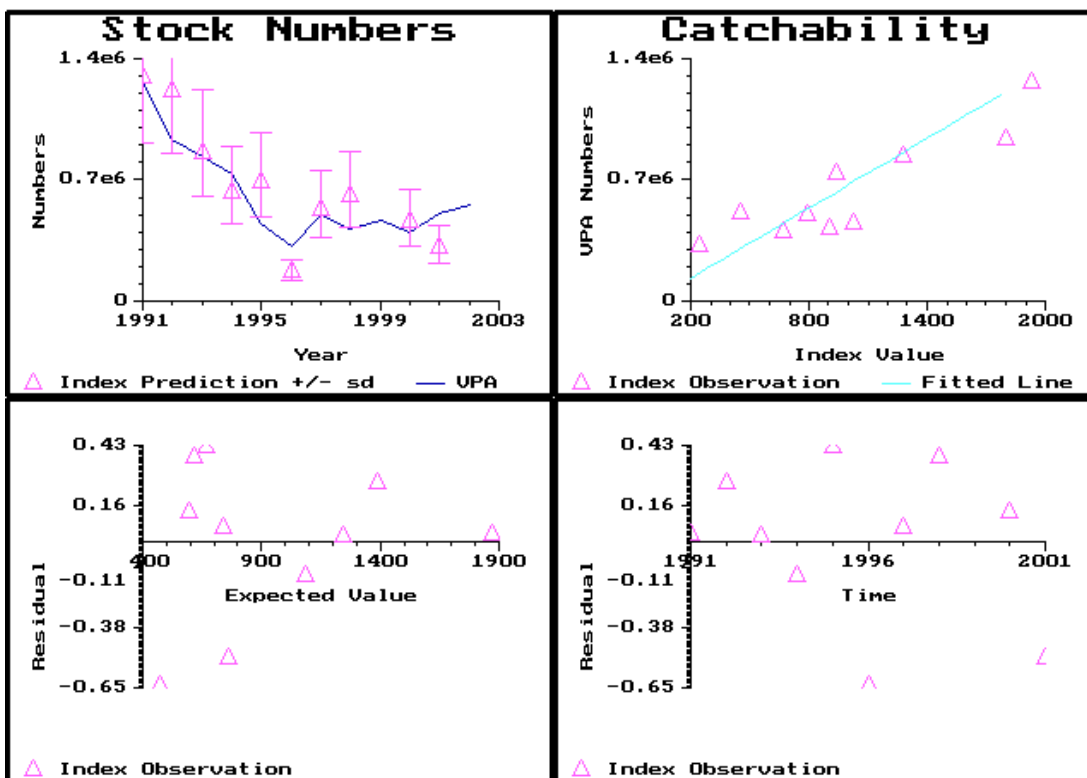 Stock Numbers
1.4e6
0.7e6
0
Numbers
1991 1995 1999 2003
Year
Index Prediction +/- sd VPA
Catchability
1.4e6
0.7e6
0
VPA Numbers
200 800 1400 2000
Index Value
Index Observation Fitted Line
0.43
0.16
-0.11
-0.38
-0.65
Residual
400 900 1400 1900
Expected Value
Index Observation
0.43
0.16
-0.11
-0.38
-0.65
Residual
1991 1996 2001
Time
Index Observation